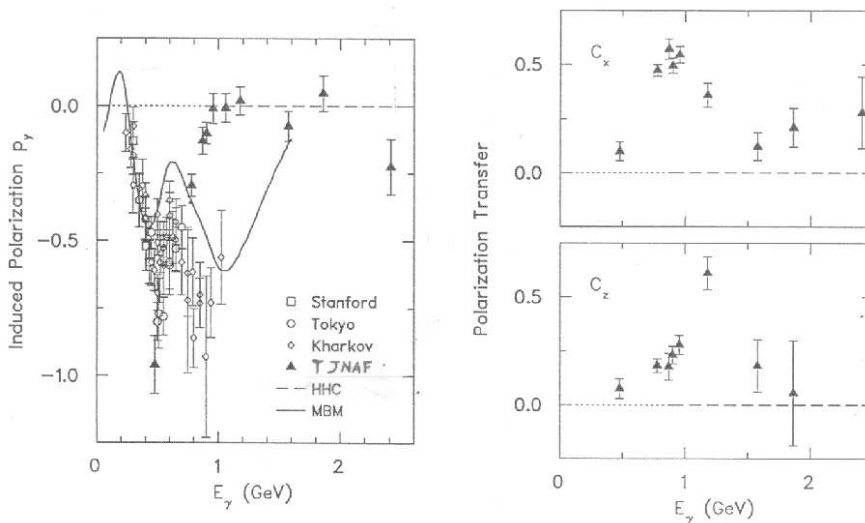 Induced Polarization p_y
0.0
−0.5
−1.0
Stanford
Tokyo
Kharkov
TJNAF
HHC
MBM
0
1
2
E_γ (GeV)
Polarization Transfer
C_x
0.5
0.0
C_z
0.5
0.0
0
1
2
E_γ (GeV)